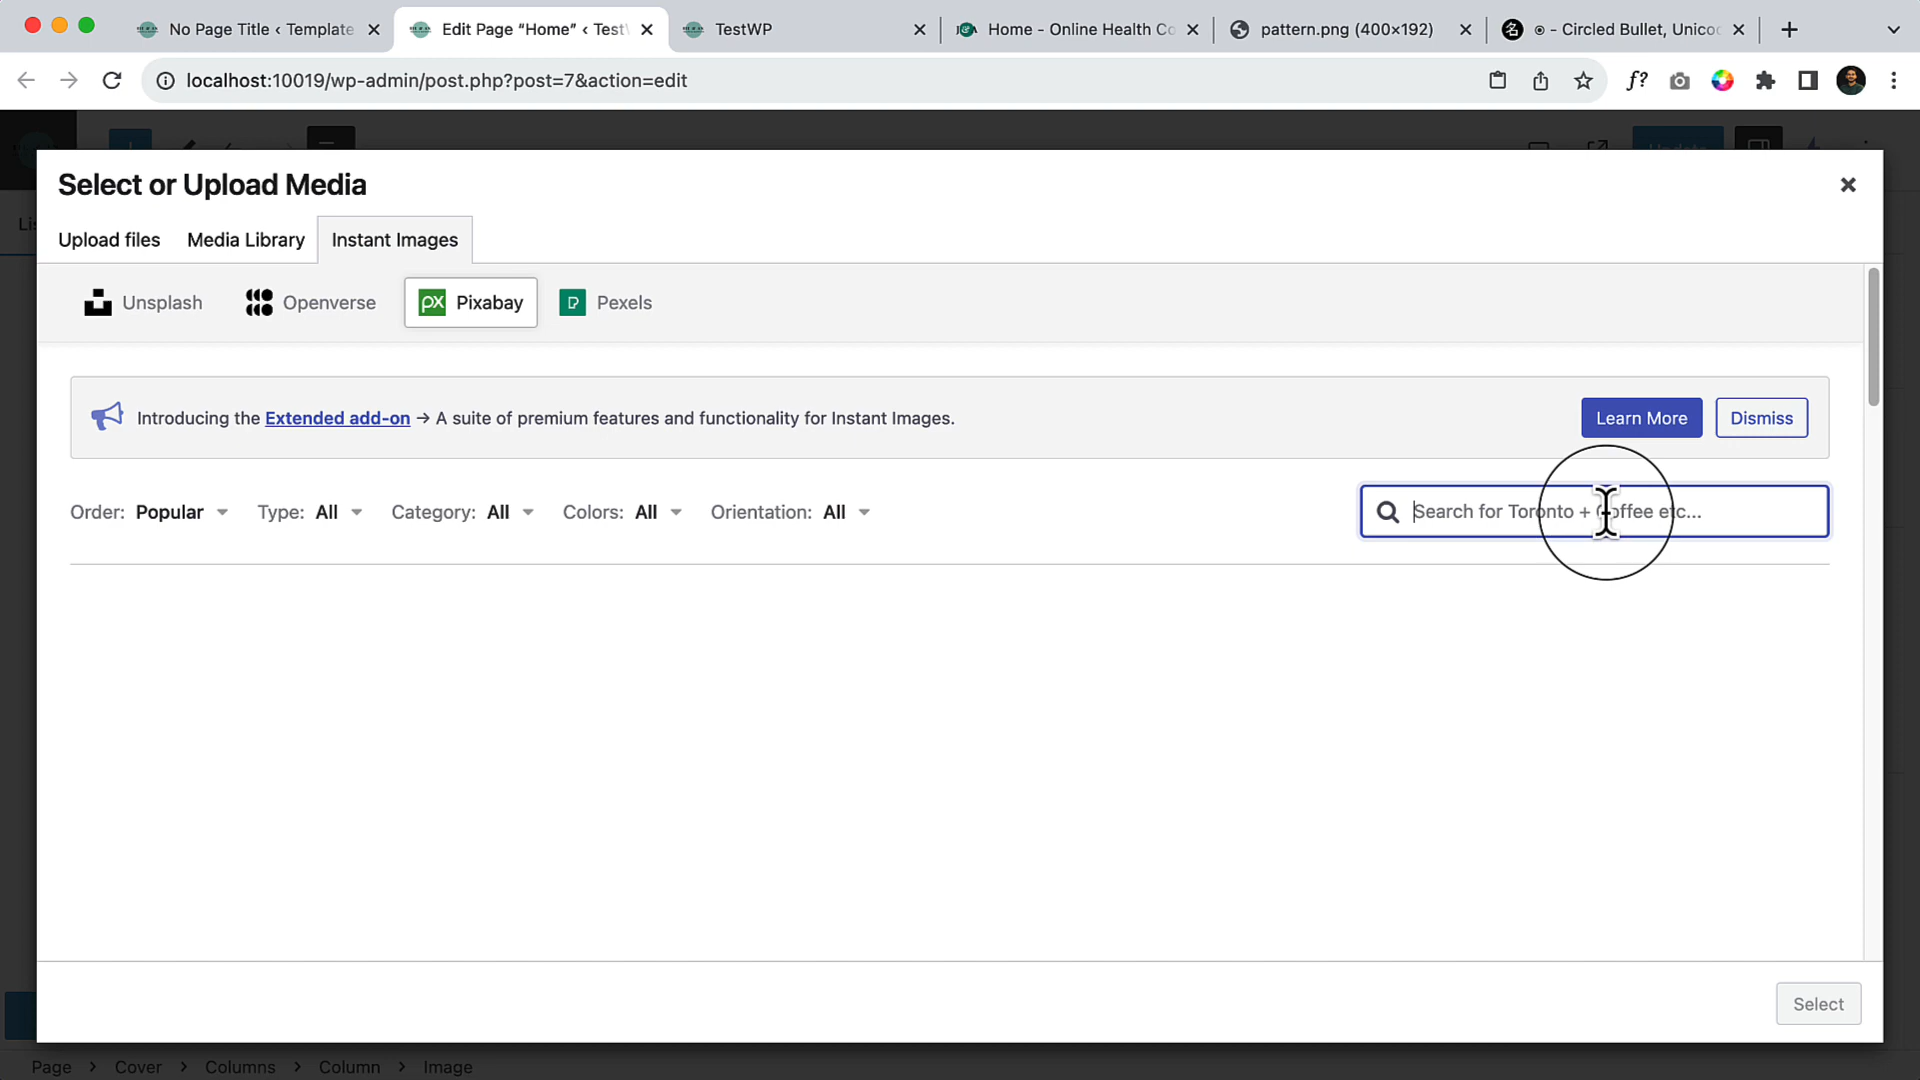 No Page Title ‹ Template
Edit Page “Home” ‹ Test
TestWP
Home - Online Health Co
pattern.png (400×192)
◉ - Circled Bullet, Unico
localhost:10019/wp-admin/post.php?post=7&action=edit
f?
Select or Upload Media
Upload files
Media Library
Instant Images
Unsplash
Openverse
px
Pixabay
Pexels
Introducing the Extended add-on → A suite of premium features and functionality for Instant Images.
Learn More
Dismiss
Order: Popular
Type: All
Category: All
Colors: All
Orientation: All
Search for Toronto + Coffee etc...
Select
Page > Cover > Columns > Column > Image